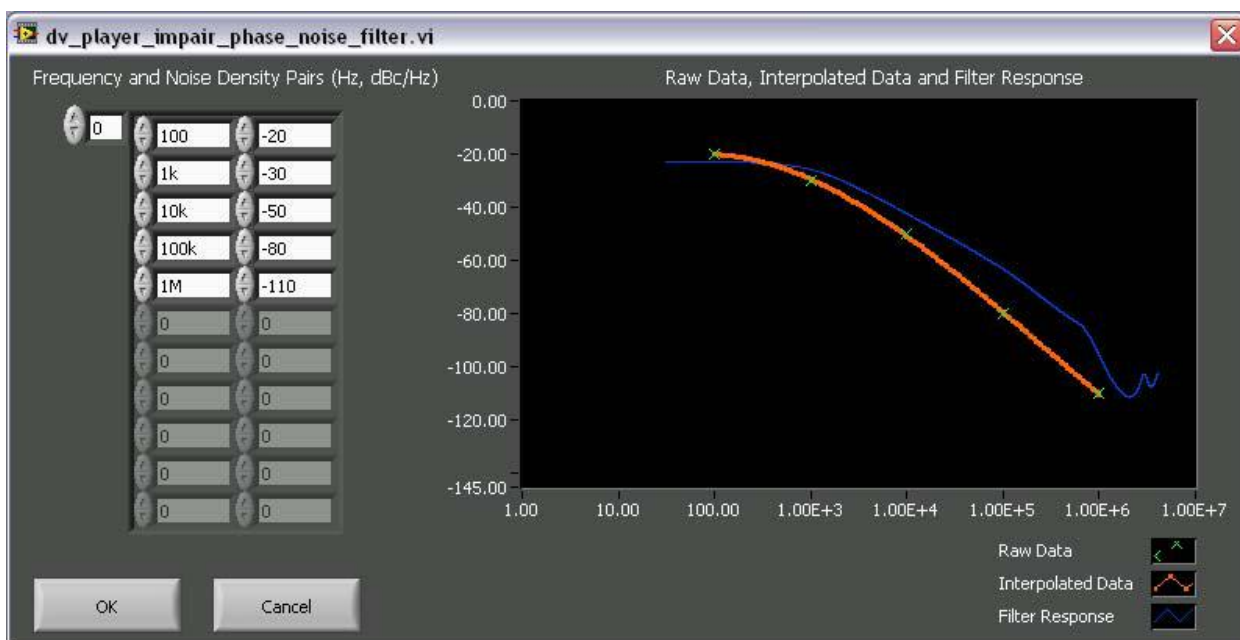 dv_player_impair_phase_noise_filter.vi
Frequency and Noise Density Pairs (Hz, dBc/Hz)
0
100 -20
1k -30
10k -50
100k -80
1M -110
0 0
0 0
0 0
0 0
0 0
0 0
OK
Cancel
Raw Data, Interpolated Data and Filter Response
0.00
-20.00
-40.00
-60.00
-80.00
-100.00
-120.00
-145.00
1.00 10.00 100.00 1.00E+3 1.00E+4 1.00E+5 1.00E+6 1.00E+7
Raw Data
Interpolated Data
Filter Response